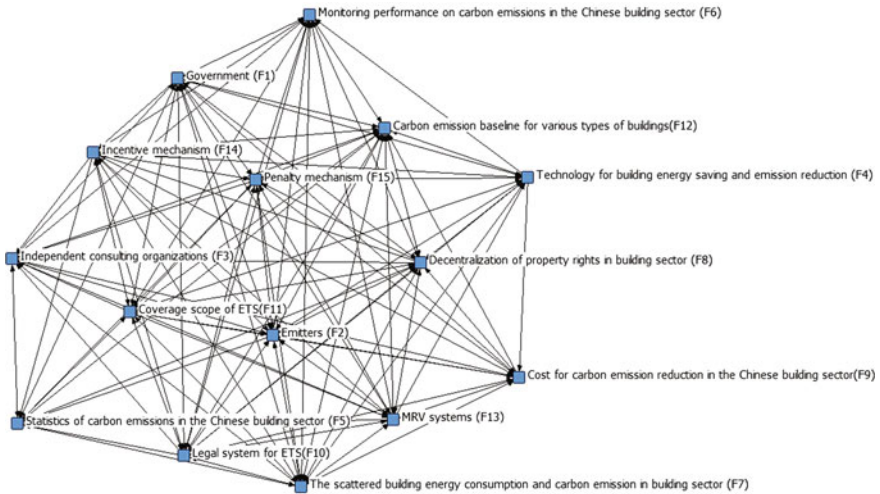 Monitoring performance on carbon emissions in the Chinese building sector (F6)
Government (F1)
Carbon emission baseline for various types of buildings(F12)
Incentive mechanism (F14)
Penalty mechanism (F15)
Technology for building energy saving and emission reduction (F4)
Independent consulting organizations (F3)
Decentralization of property rights in building sector (F8)
Coverage scope of ETS(F11)
Emitters (F2)
Cost for carbon emission reduction in the Chinese building sector(F9)
Statistics of carbon emissions in the Chinese building sector (F5)
MRV systems (F13)
Legal system for ETS(F10)
The scattered building energy consumption and carbon emission in building sector (F7)